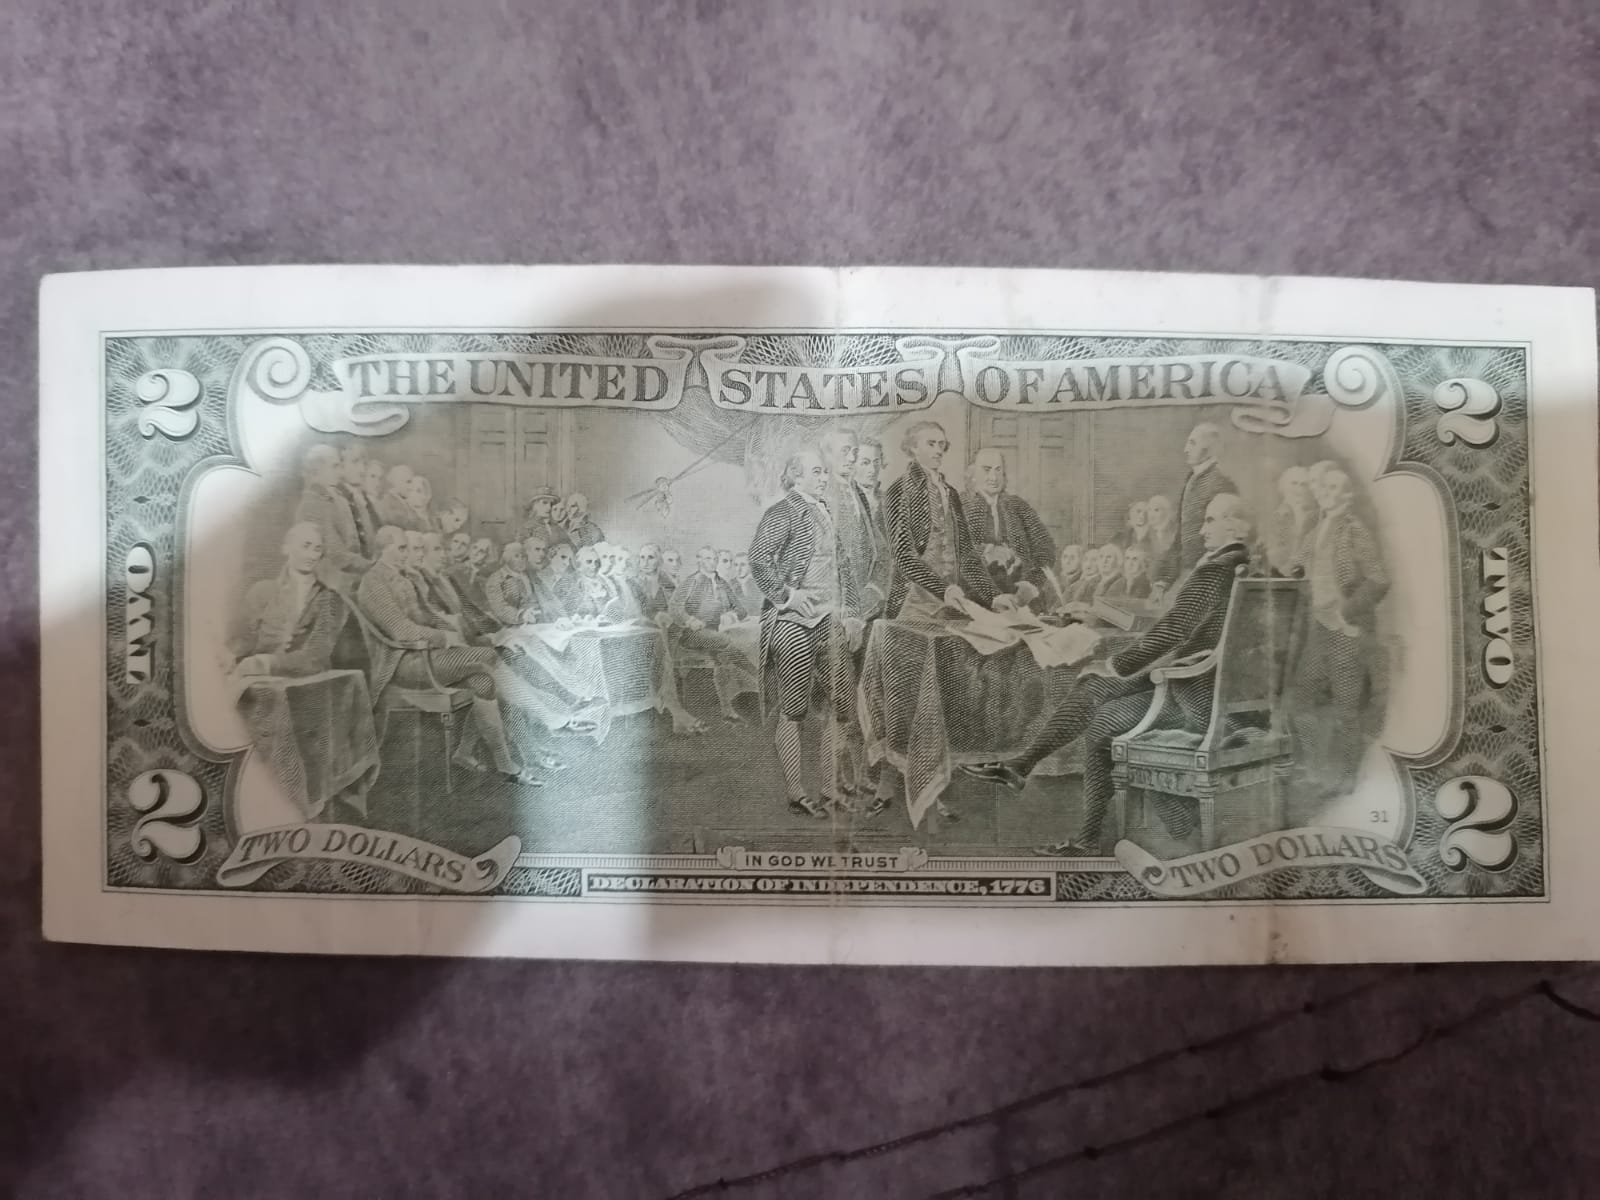 2
THE UNITED STATES OF AMERICA
2
TWO
TWO
2
TWO DOLLARS
IN GOD WE TRUST
31
TWO DOLLARS
2
DECLARATION OF INDEPENDENCE, 1776